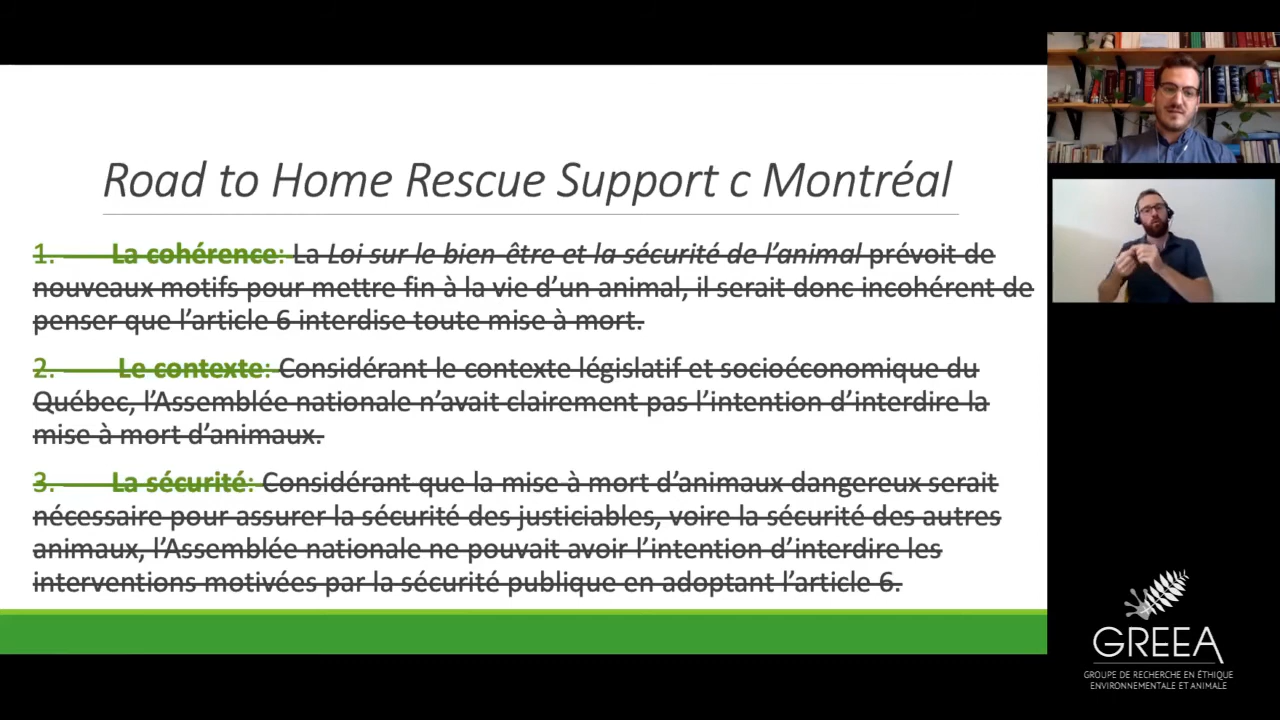 Road to Home Rescue Support c Montréal
1. La cohérence: La Loi sur le bien-être et la sécurité de l'animal prévoit de
nouveaux motifs pour mettre fin à la vie d'un animal, il serait donc incohérent de
penser que l'article 6 interdise toute mise à mort.
2. Le contexte: Considérant le contexte législatif et socioéconomique du
Québec, l'Assemblée nationale n'avait clairement pas l'intention d'interdire la
mise à mort d'animaux.
3. La sécurité: Considérant que la mise à mort d'animaux dangereux serait
nécessaire pour assurer la sécurité des justiciables, voire la sécurité des autres
animaux, l'Assemblée nationale ne pouvait avoir l'intention d'interdire les
interventions motivées par la sécurité publique en adoptant l'article 6.
GREEA
GROUPE DE RECHERCHE EN ÉTHIQUE
ENVIRONNEMENTALE ET ANIMALE